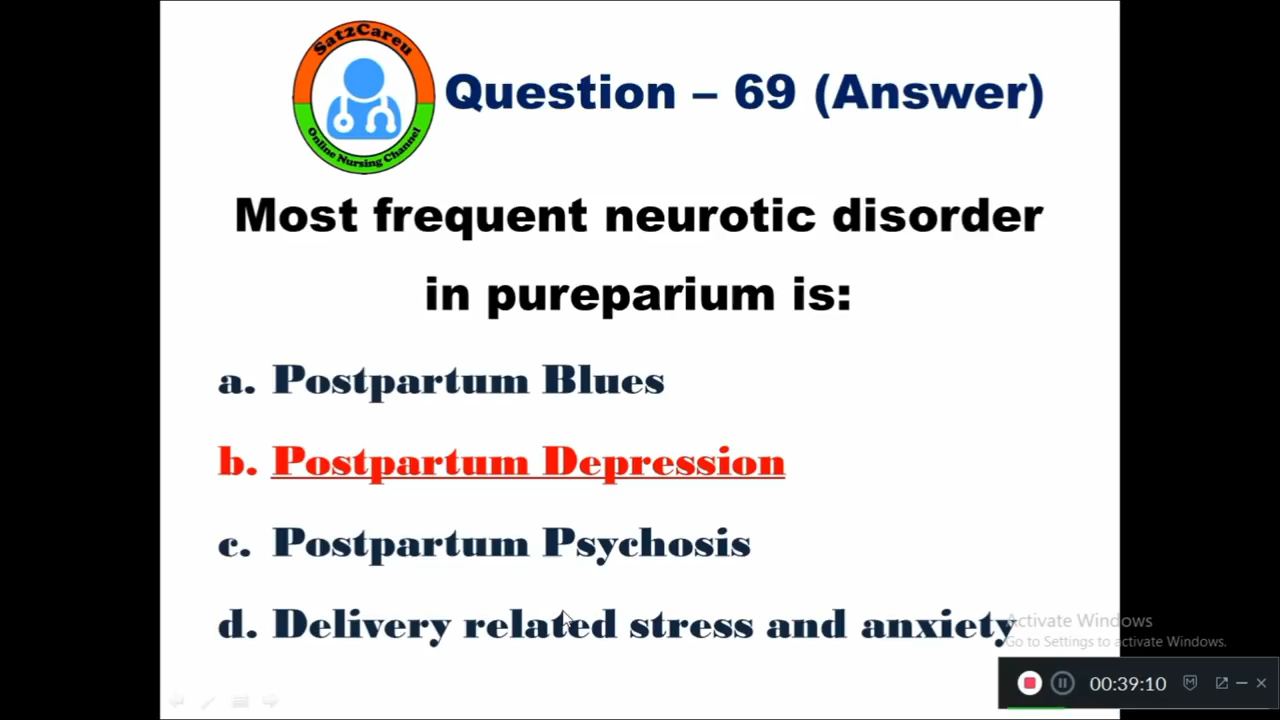 Sat2Careu
Online Nursing Channel
Question – 69 (Answer)
Most frequent neurotic disorder
in pureparium is:
a. Postpartum Blues
b. Postpartum Depression
c. Postpartum Psychosis
d. Delivery related stress and anxiety
Activate Windows
Go to Settings to activate Windows.
00:39:10